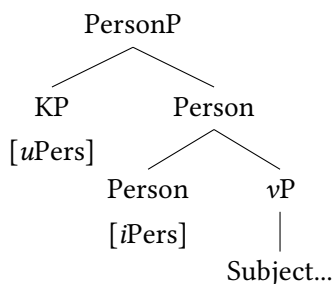 PersonP
KP Person
[uPers]
Person vP
[iPers]
Subject...